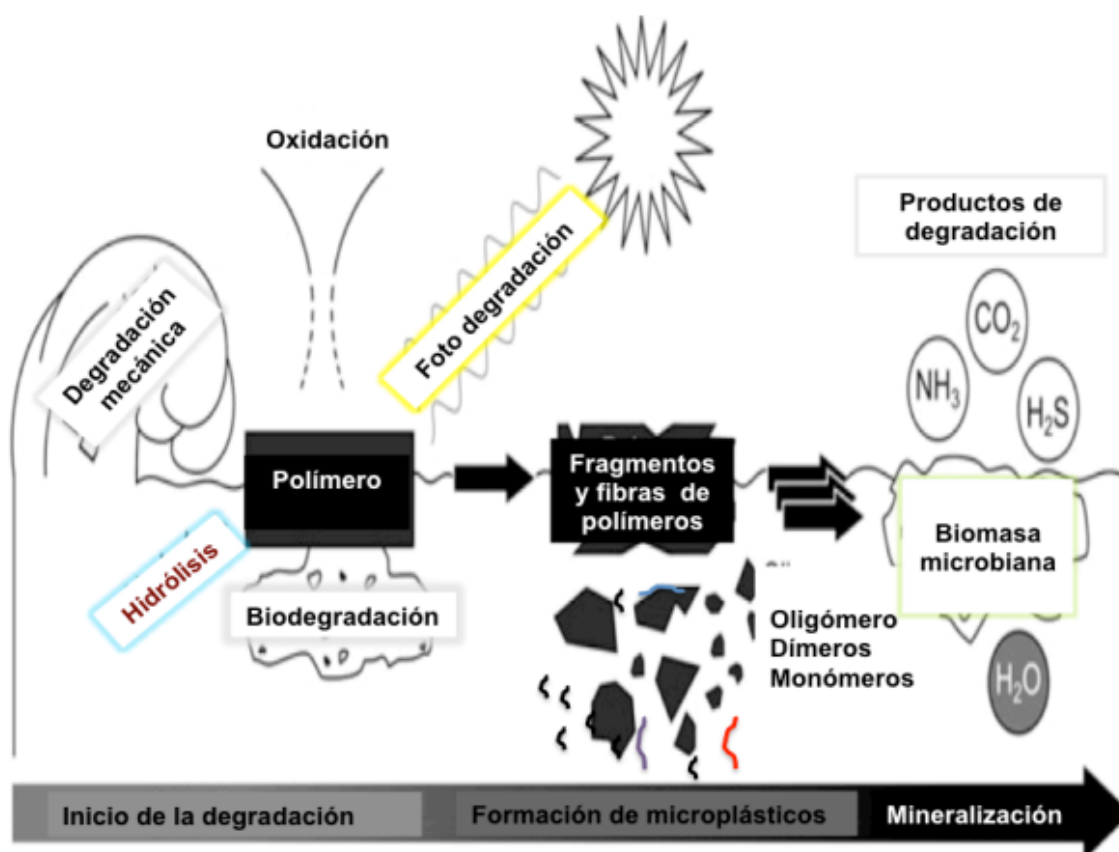 Oxidación
Foto degradación
Productos de
degradación
Degradación
mecánica
CO2
NH3
H2S
Polímero
Fragmentos
y fibras de
polímeros
Biomasa
microbiana
Hidrólisis
Biodegradación
Oligómero
Dímeros
Monómeros
H2O
Inicio de la degradación
Formación de microplásticos
Mineralización